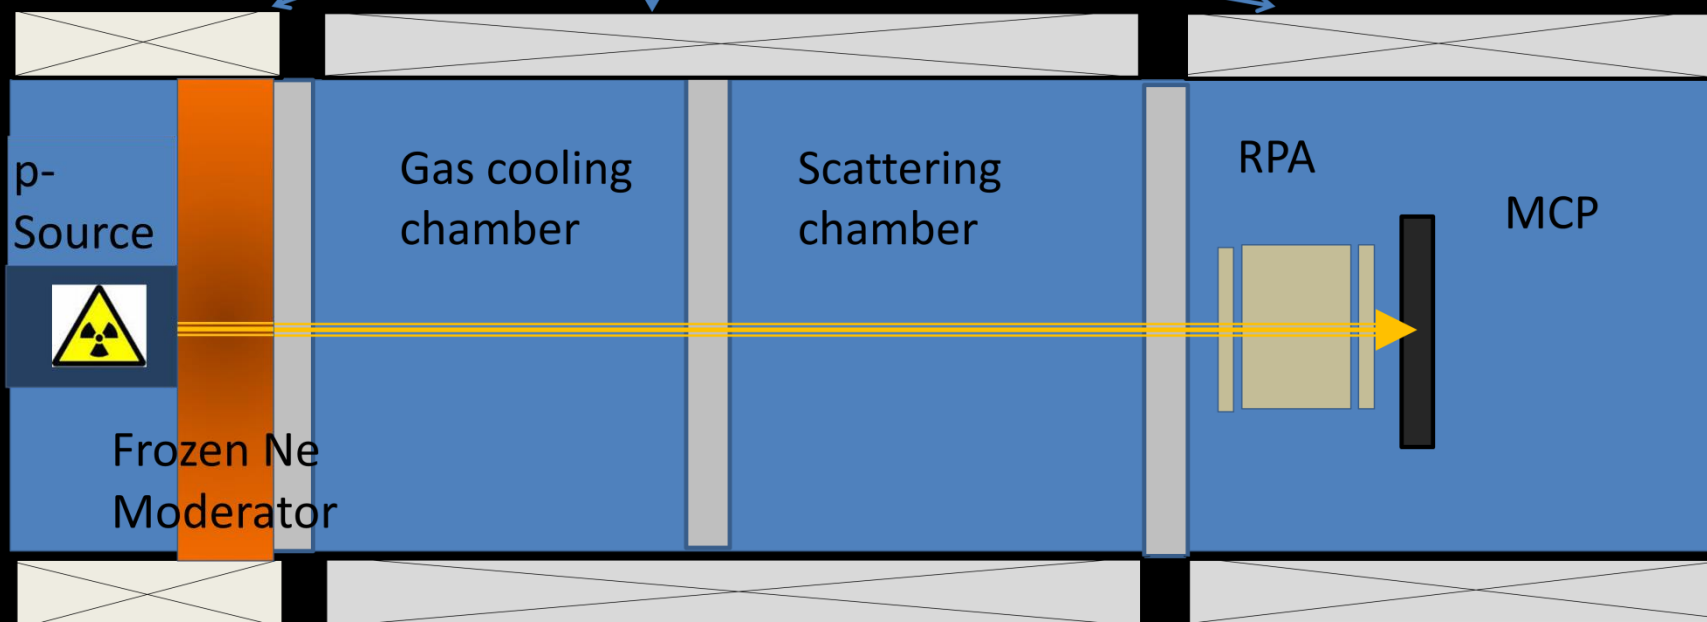 p-
Source
Frozen Ne
Moderator
Gas cooling
chamber
Scattering
chamber
RPA
MCP